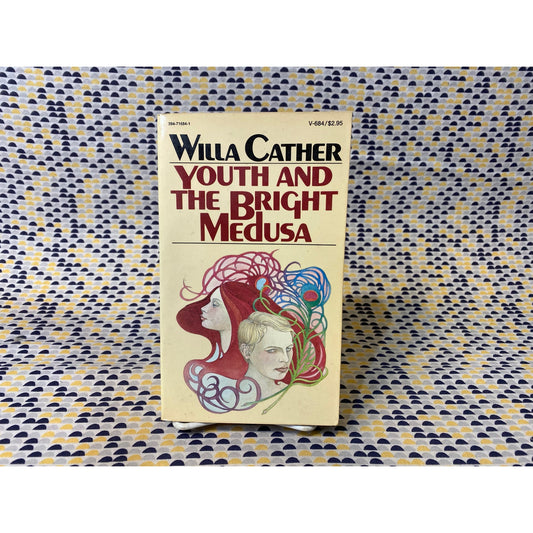 394-71684-1 V-684/$2.95
WILLA CATHER
YOUTH AND
THE BRIGHT
MEDUSA